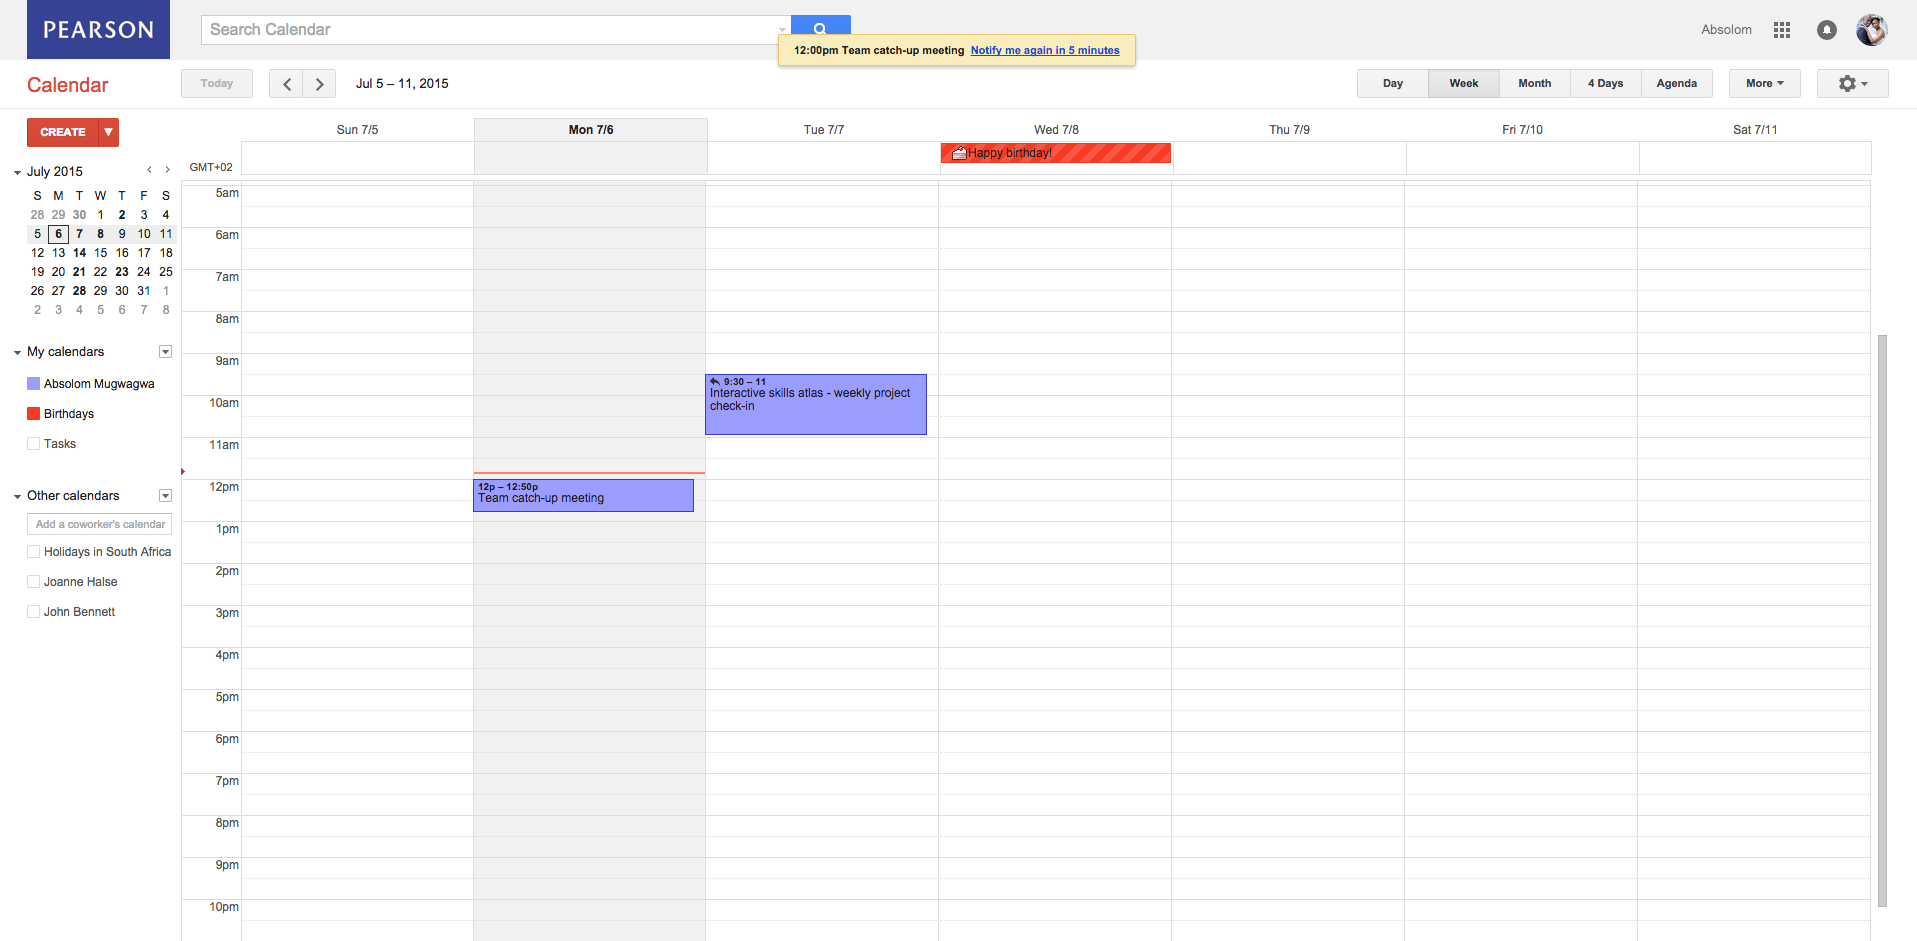 PEARSON
Search Calendar
12:00pm Team catch-up meeting Notify me again in 5 minutes
Absolom
Calendar
Today
Jul 5 – 11, 2015
Day
Week
Month
4 Days
Agenda
More
CREATE
Sun 7/5
Mon 7/6
Tue 7/7
Wed 7/8
Thu 7/9
Fri 7/10
Sat 7/11
GMT+02
Happy birthday!
July 2015
S M T W T F S
28 29 30 1 2 3 4
5 6 7 8 9 10 11
12 13 14 15 16 17 18
19 20 21 22 23 24 25
26 27 28 29 30 31 1
2 3 4 5 6 7 8
My calendars
Absolom Mugwagwa
Birthdays
Tasks
Other calendars
Add a coworker's calendar
Holidays in South Africa
Joanne Halse
John Bennett
5am
6am
7am
8am
9am
9:30 – 11
Interactive skills atlas - weekly project
check-in
10am
11am
12pm
12p – 12:50p
Team catch-up meeting
1pm
2pm
3pm
4pm
5pm
6pm
7pm
8pm
9pm
10pm